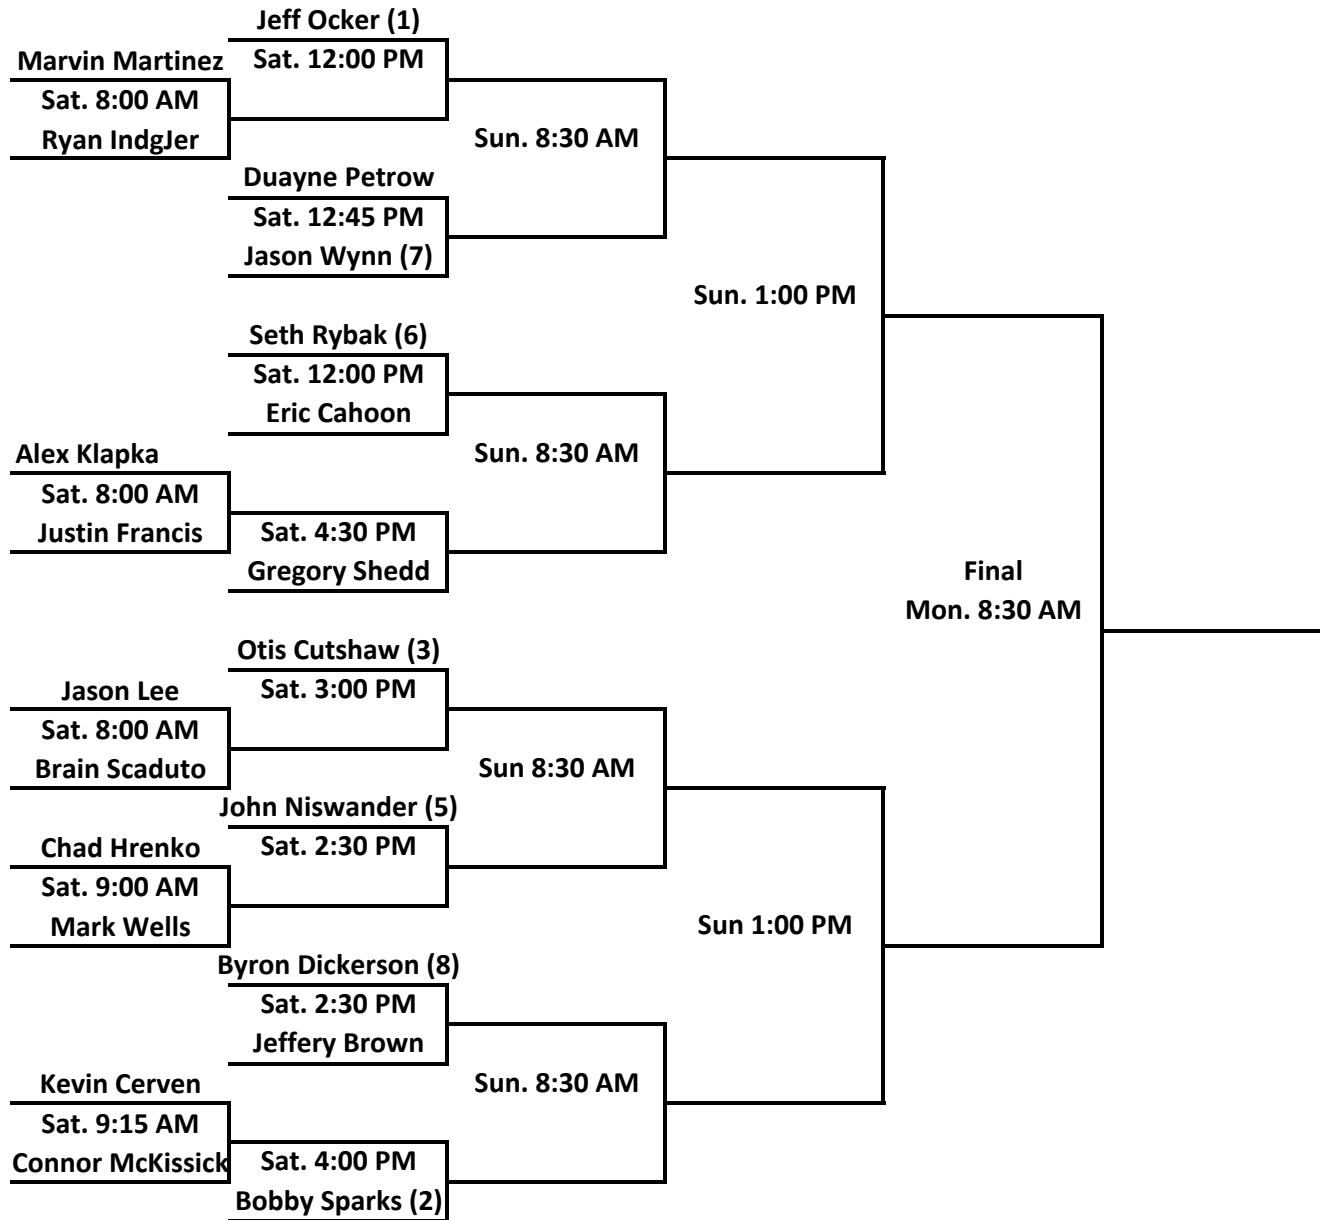 Jeff Ocker (1)
Marvin Martinez
Sat. 12:00 PM
Sat. 8:00 AM
Ryan IndgJer
Sun. 8:30 AM
Duayne Petrow
Sat. 12:45 PM
Jason Wynn (7)
Sun. 1:00 PM
Seth Rybak (6)
Sat. 12:00 PM
Eric Cahoon
Alex Klapka
Sun. 8:30 AM
Sat. 8:00 AM
Justin Francis
Sat. 4:30 PM
Gregory Shedd
Final
Mon. 8:30 AM
Otis Cutshaw (3)
Jason Lee
Sat. 3:00 PM
Sat. 8:00 AM
Brain Scaduto
Sun 8:30 AM
John Niswander (5)
Chad Hrenko
Sat. 2:30 PM
Sat. 9:00 AM
Mark Wells
Sun 1:00 PM
Byron Dickerson (8)
Sat. 2:30 PM
Jeffery Brown
Kevin Cerven
Sun. 8:30 AM
Sat. 9:15 AM
Connor McKissick
Sat. 4:00 PM
Bobby Sparks (2)